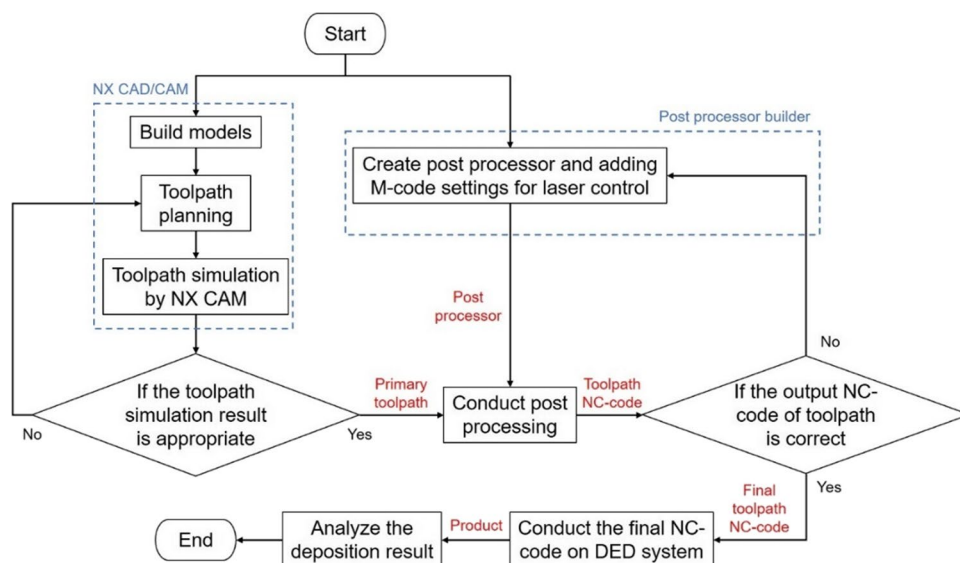 Start
NX CAD/CAM
Build models
Toolpath
planning
Toolpath simulation
by NX CAM
Post processor builder
Create post processor and adding
M-code settings for laser control
Post
processor
No
If the toolpath
simulation result
is appropriate
No
Yes
Primary
toolpath
Conduct post
processing
Toolpath
NC-code
If the output NC-
code of toolpath
is correct
Yes
Final
toolpath
NC-code
Conduct the final NC-
code on DED system
Product
Analyze the
deposition result
End